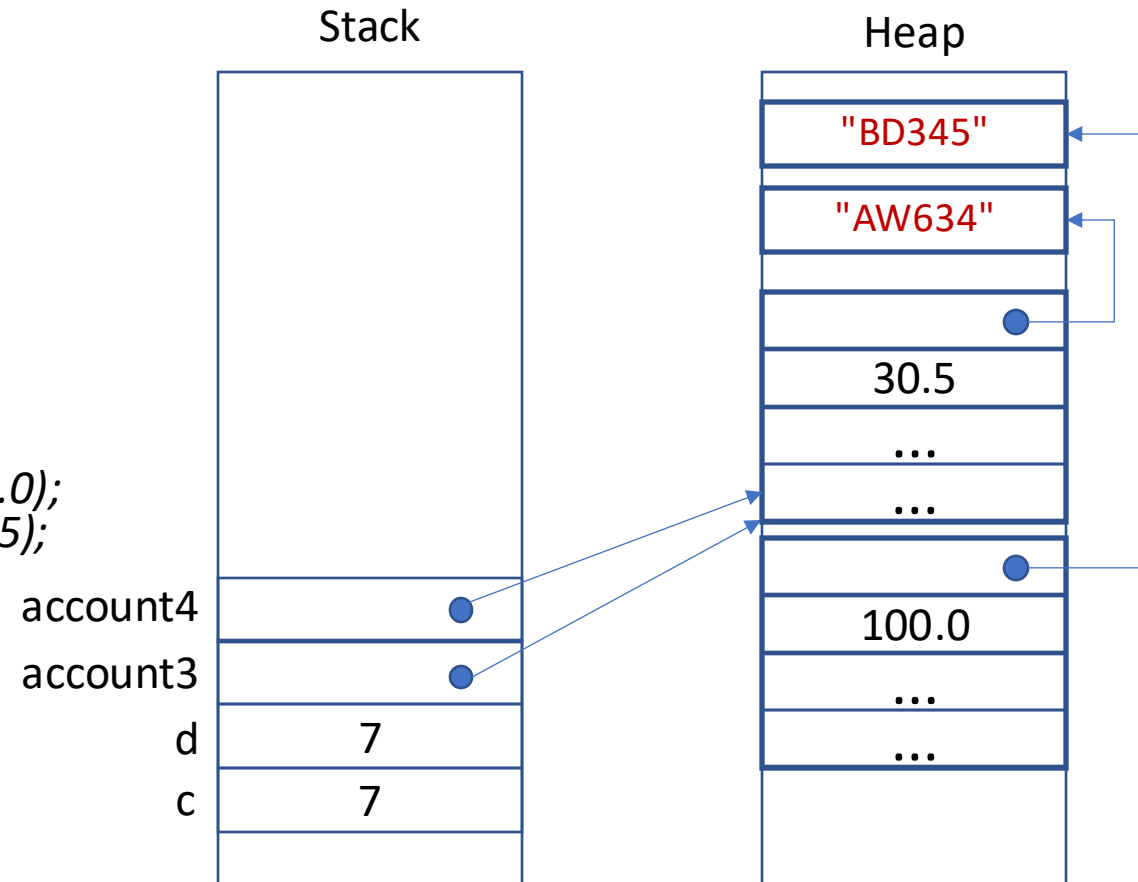 Stack
Heap
"BD345"
"AW634"
30.5
...
...
.0);
5);
account4
100.0
account3
...
d 7
...
c 7